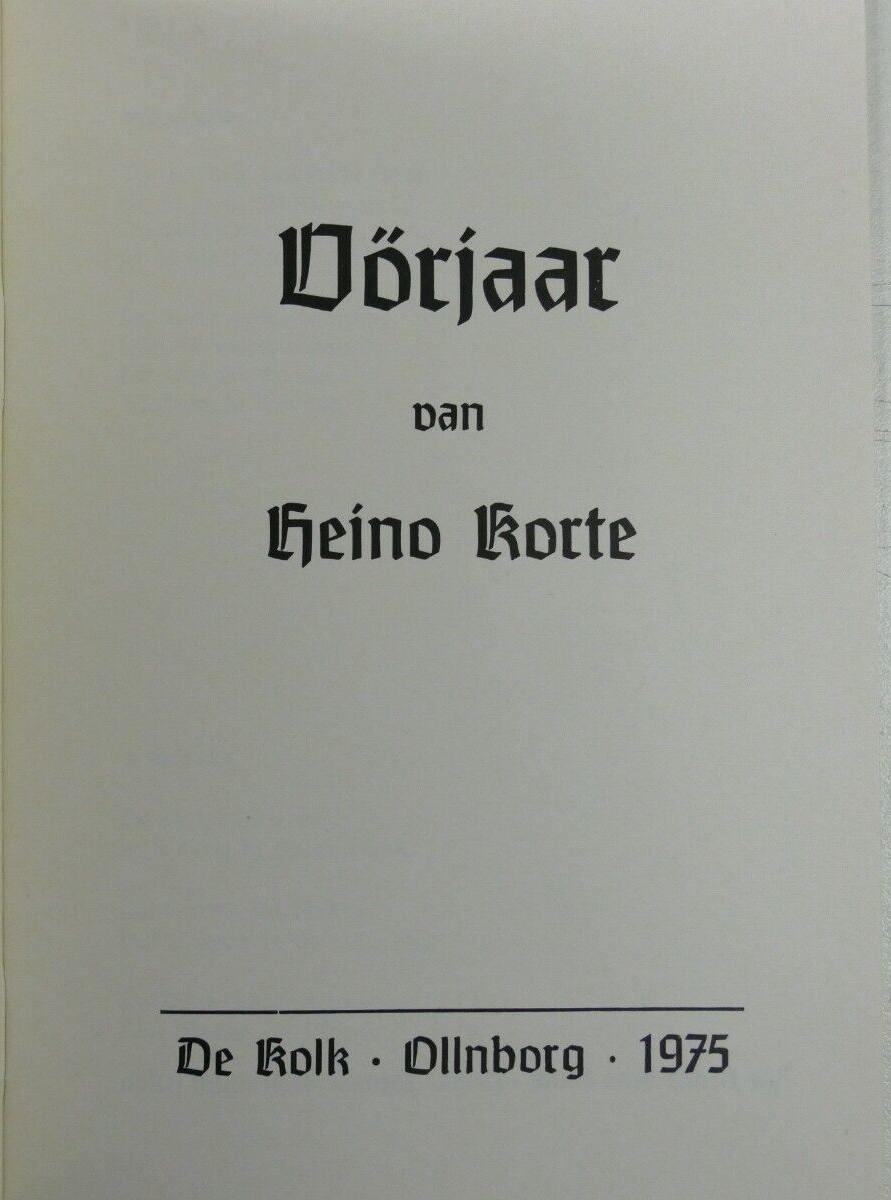 Vörjaar
van
Heino Korte
De Kolk · Ollnborg · 1975